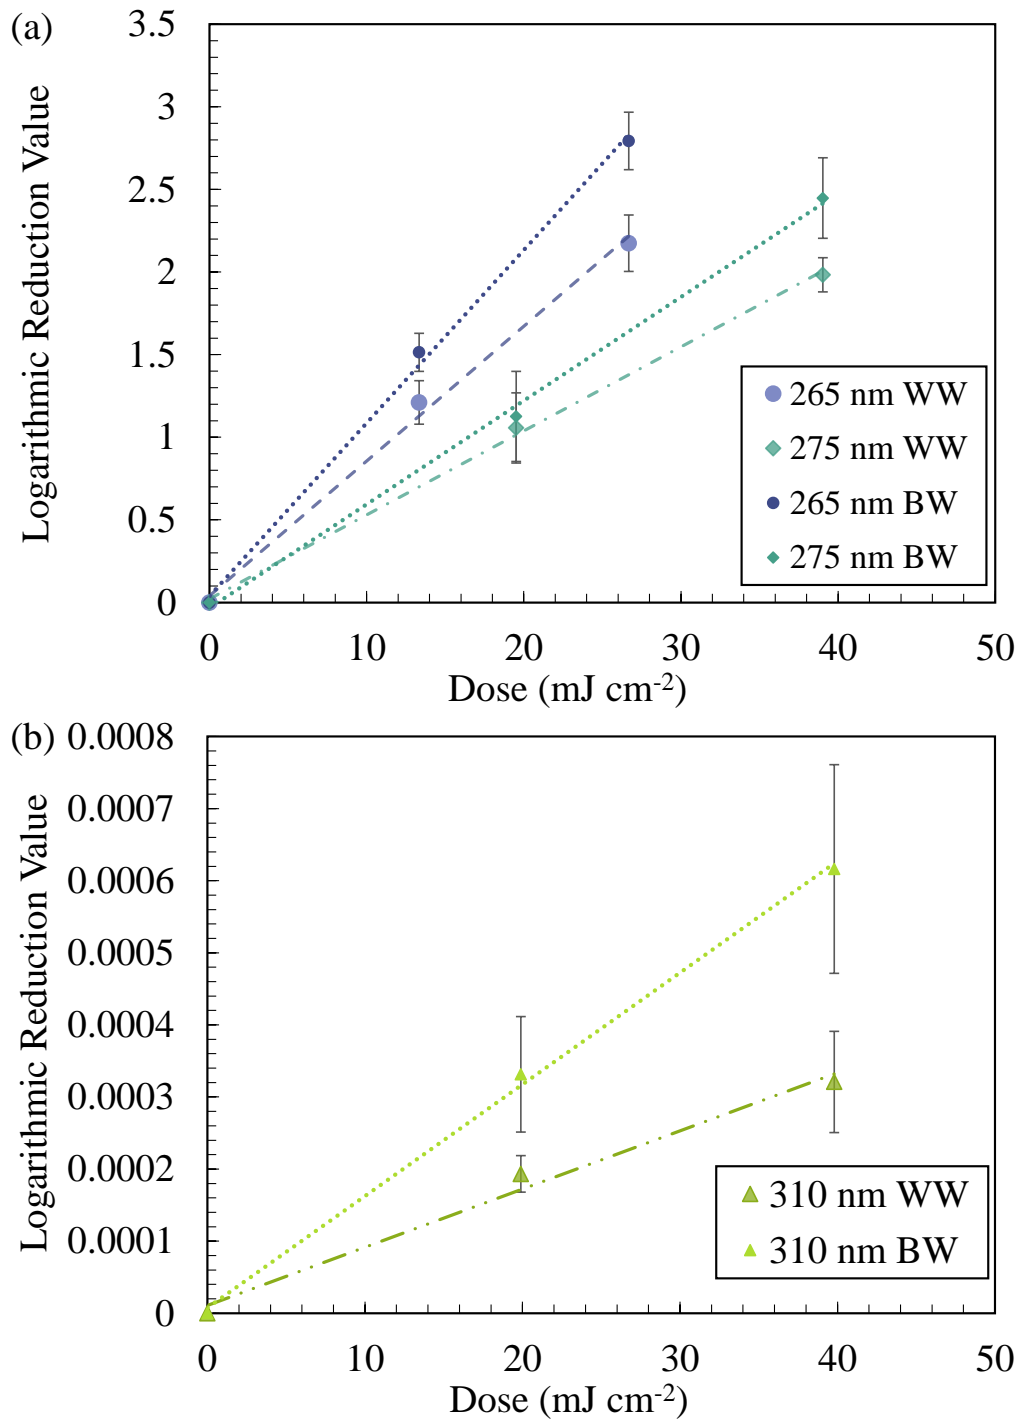 (a)
Logarithmic Reduction Value
3.5
3
2.5
2
1.5
1
0.5
0
0 10 20 30 40 50
Dose (mJ cm-2)
265 nm WW
275 nm WW
265 nm BW
275 nm BW
(b)
Logarithmic Reduction Value
0.0008
0.0007
0.0006
0.0005
0.0004
0.0003
0.0002
0.0001
0
0 10 20 30 40 50
Dose (mJ cm-2)
310 nm WW
310 nm BW